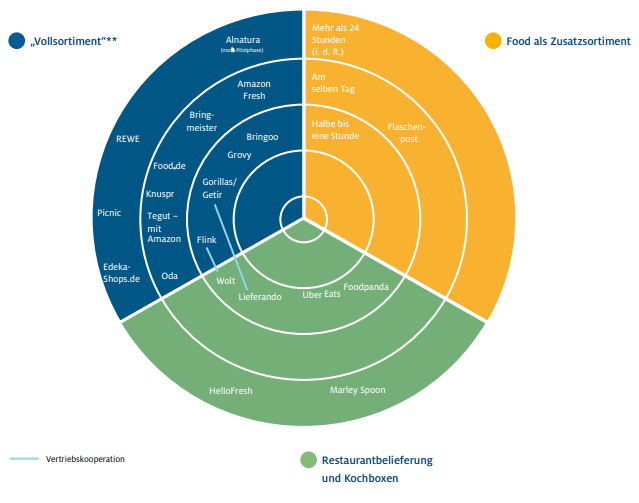 „Vollsortiment“**
Food als Zusatzsortiment
Mehr als 24
Stunden
(i. d. R.)
Am
selben Tag
Halbe bis
eine Stunde
Flaschen-
post
Alnatura
(noch Pilotphase)
Amazon
Fresh
Bring-
meister
Bringoo
REWE
Grovy
Food.de
Gorillas/
Getir
Knuspr
Picnic
Tegut –
mit
Amazon
Flink
Edeka-
Shops.de
Oda
Wolt
Lieferando
Uber Eats
Foodpanda
HelloFresh
Marley Spoon
Vertriebskooperation
Restaurantbelieferung
und Kochboxen